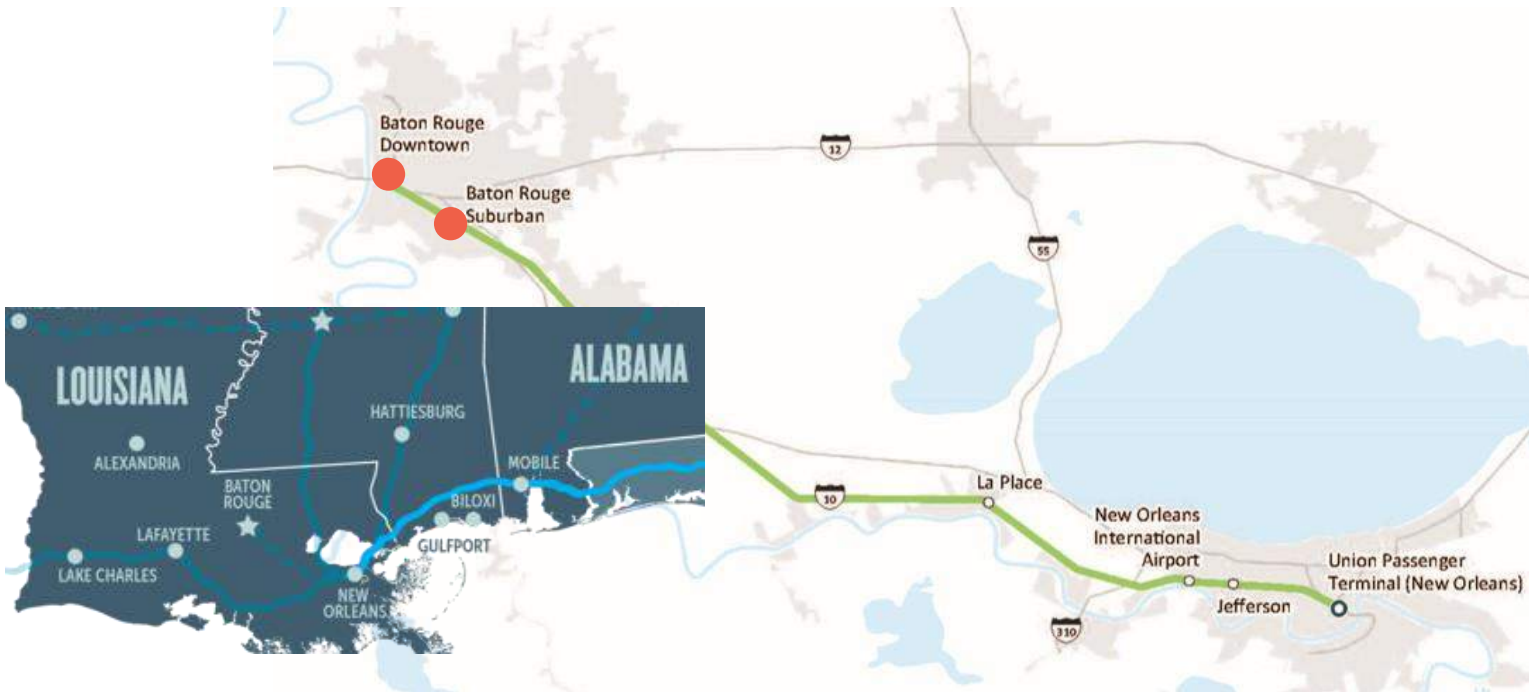 Baton Rouge
Downtown
12
Baton Rouge
Suburban
55
LOUISIANA
ALABAMA
HATTIESBURG
ALEXANDRIA
MOBILE
BATON
ROUGE
BILOXI
LAFAYETTE
GULFPORT
LAKE CHARLES
NEW
ORLEANS
10
La Place
New Orleans
International
Airport
Union Passenger
Terminal (New Orleans)
Jefferson
310